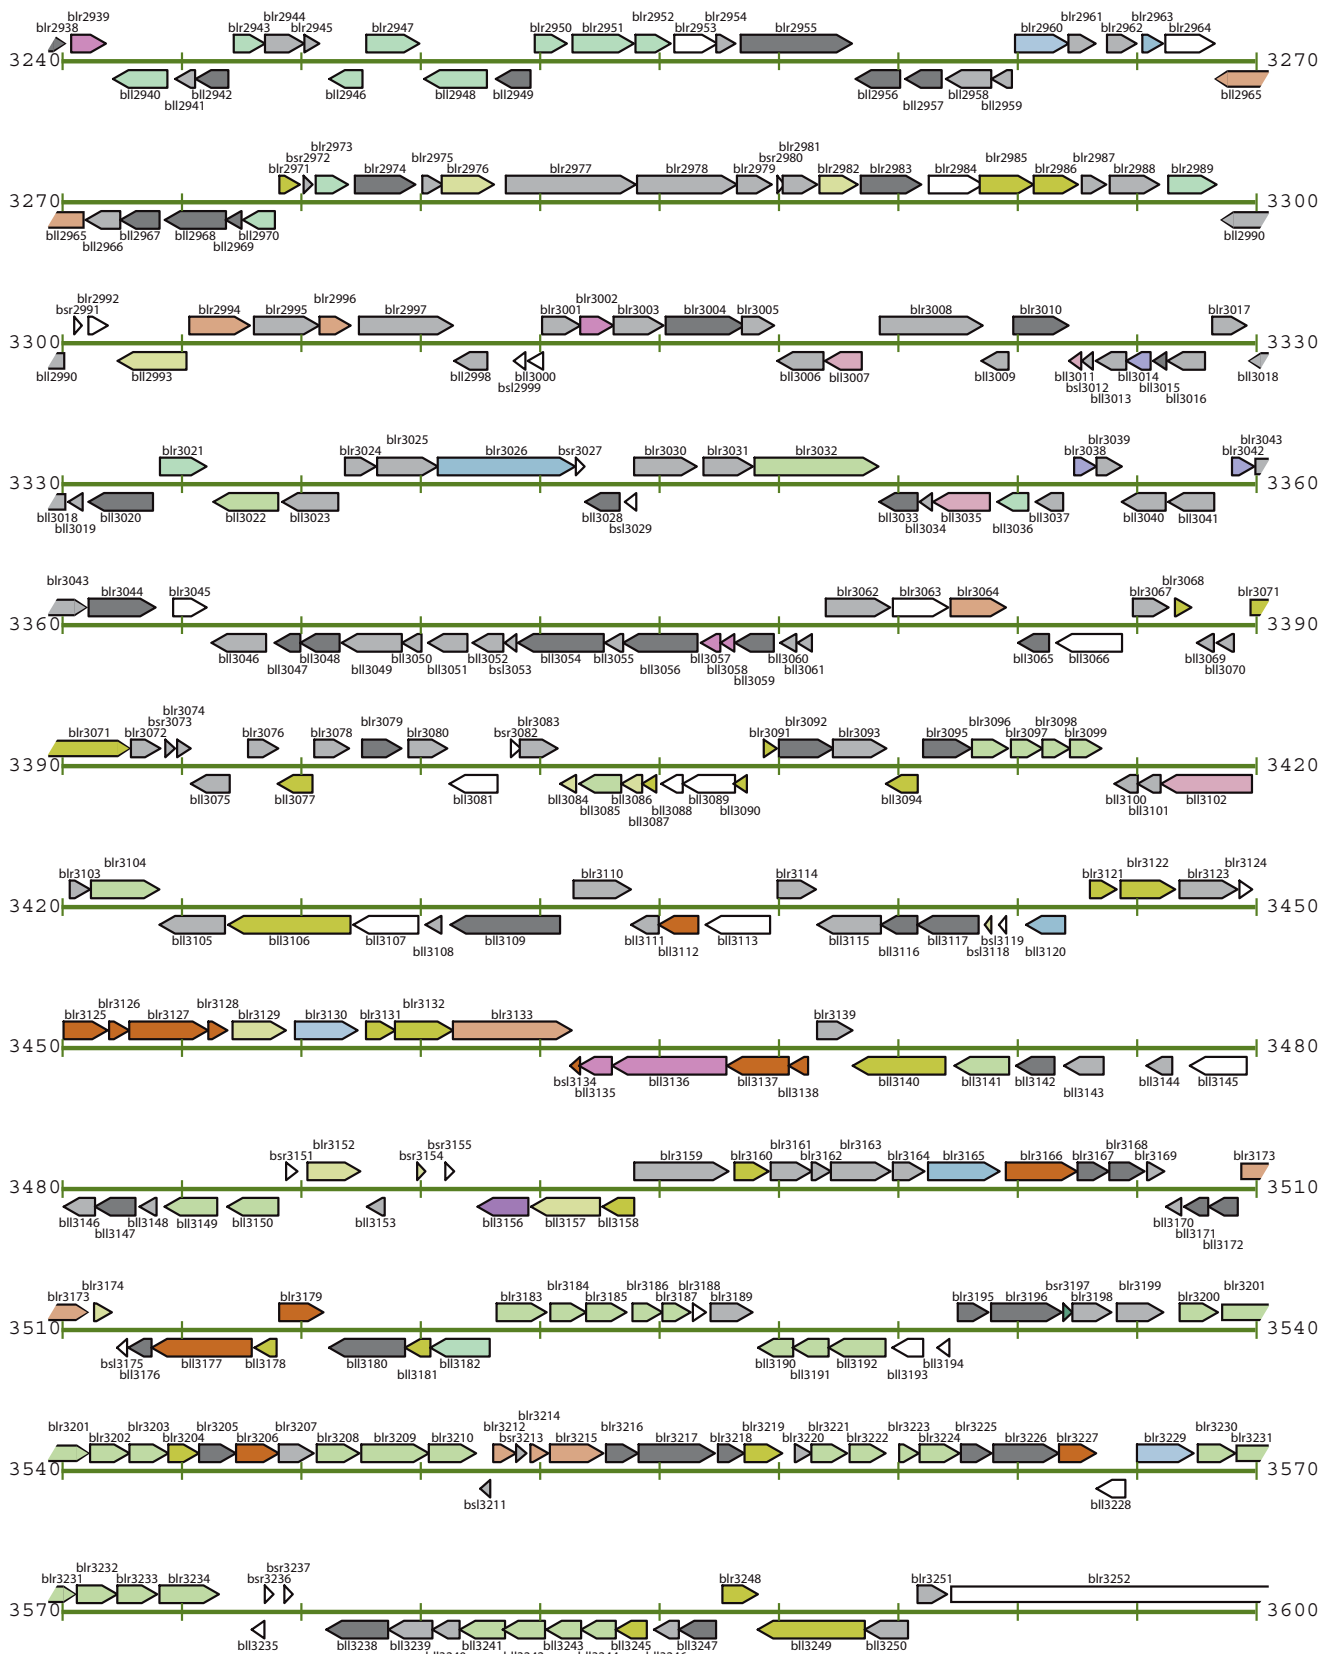 blr2944
blr2938 blr2939 blr2943 blr2945 blr2947 blr2950 blr2951 blr2952 blr2953 blr2954 blr2955 blr2960 blr2961 blr2962 blr2963 blr2964
3240 3270
bll2940 bll2941 bll2942 bll2946 bll2948 bll2949 bll2956 bll2957 bll2958 bll2959 bll2965
blr2971 bsr2972 blr2973 blr2974 blr2975 blr2976 blr2977 blr2978 blr2979 bsr2980 blr2981 blr2982 blr2983 blr2984 blr2985 blr2986 blr2987 blr2988 blr2989
3270 3300
bll2965 bll2966 bll2967 bll2968 bll2969 bll2970 bll2990
bsr2991 blr2992 blr2994 blr2995 blr2996 blr2997 blr3001 blr3002 blr3003 blr3004 blr3005 blr3008 blr3010 blr3017
3300 3330
bll2990 bll2993 bll2998 bsl2999 bll3000 bll3006 bll3007 bll3009 bll3011 bsl3012 bll3013 bll3014 bll3015 bll3016 bll3018
blr3021 blr3024 blr3025 blr3026 bsr3027 blr3030 blr3031 blr3032 blr3038 blr3039 blr3042 blr3043
3330 3360
bll3018 bll3019 bll3020 bll3022 bll3023 bll3028 bsl3029 bll3033 bll3034 bll3035 bll3036 bll3037 bll3040 bll3041
blr3043 blr3044 blr3045 blr3062 blr3063 blr3064 blr3067 blr3068 blr3071
3360 3390
bll3046 bll3047 bll3048 bll3049 bll3050 bll3051 bll3052 bsl3053 bll3054 bll3055 bll3056 bll3057 bll3058 bll3059 bll3060 bll3061 bll3065 bll3066 bll3069 bll3070
blr3071 blr3072 bsr3073 blr3074 blr3076 blr3078 blr3079 blr3080 bsr3082 blr3083 blr3091 blr3092 blr3093 blr3095 blr3096 blr3097 blr3098 blr3099
3390 3420
bll3075 bll3077 bll3081 bll3084 bll3085 bll3086 bll3087 bll3088 bll3089 bll3090 bll3094 bll3100 bll3101 bll3102
blr3103 blr3104 blr3110 blr3114 blr3121 blr3122 blr3123 blr3124
3420 3450
bll3105 bll3106 bll3107 bll3108 bll3109 bll3111 bll3112 bll3113 bll3115 bll3116 bll3117 bsl3118 bsl3119 bll3120
blr3125 blr3126 blr3127 blr3128 blr3129 blr3130 blr3131 blr3132 blr3133 blr3139
3450 3480
bsl3134 bll3135 bll3136 bll3137 bll3138 bll3140 bll3141 bll3142 bll3143 bll3144 bll3145
bsr3151 blr3152 bsr3154 bsr3155 blr3159 blr3160 blr3161 blr3162 blr3163 blr3164 blr3165 blr3166 blr3167 blr3168 blr3169 blr3173
3480 3510
bll3146 bll3147 bll3148 bll3149 bll3150 bll3153 bll3156 bll3157 bll3158 bll3170 bll3171 bll3172
blr3173 blr3174 blr3179 blr3183 blr3184 blr3185 blr3186 blr3187 blr3188 blr3189 blr3195 blr3196 bsr3197 blr3198 blr3199 blr3200 blr3201
3510 3540
bsl3175 bll3176 bll3177 bll3178 bll3180 bll3181 bll3182 bll3190 bll3191 bll3192 bll3193 bll3194
blr3201 blr3202 blr3203 blr3204 blr3205 blr3206 blr3207 blr3208 blr3209 blr3210 blr3212 bsr3213 blr3214 blr3215 blr3216 blr3217 blr3218 blr3219 blr3220 blr3221 blr3222 blr3223 blr3224 blr3225 blr3226 blr3227 blr3229 blr3230 blr3231
3540 3570
bsl3211 bll3228
blr3231 blr3232 blr3233 blr3234 bsr3236 bsr3237 blr3248 blr3251 blr3252
3570 3600
bll3235 bll3238 bll3239 bll3241 bll3243 bll3245 bll3247 bll3249 bll3250